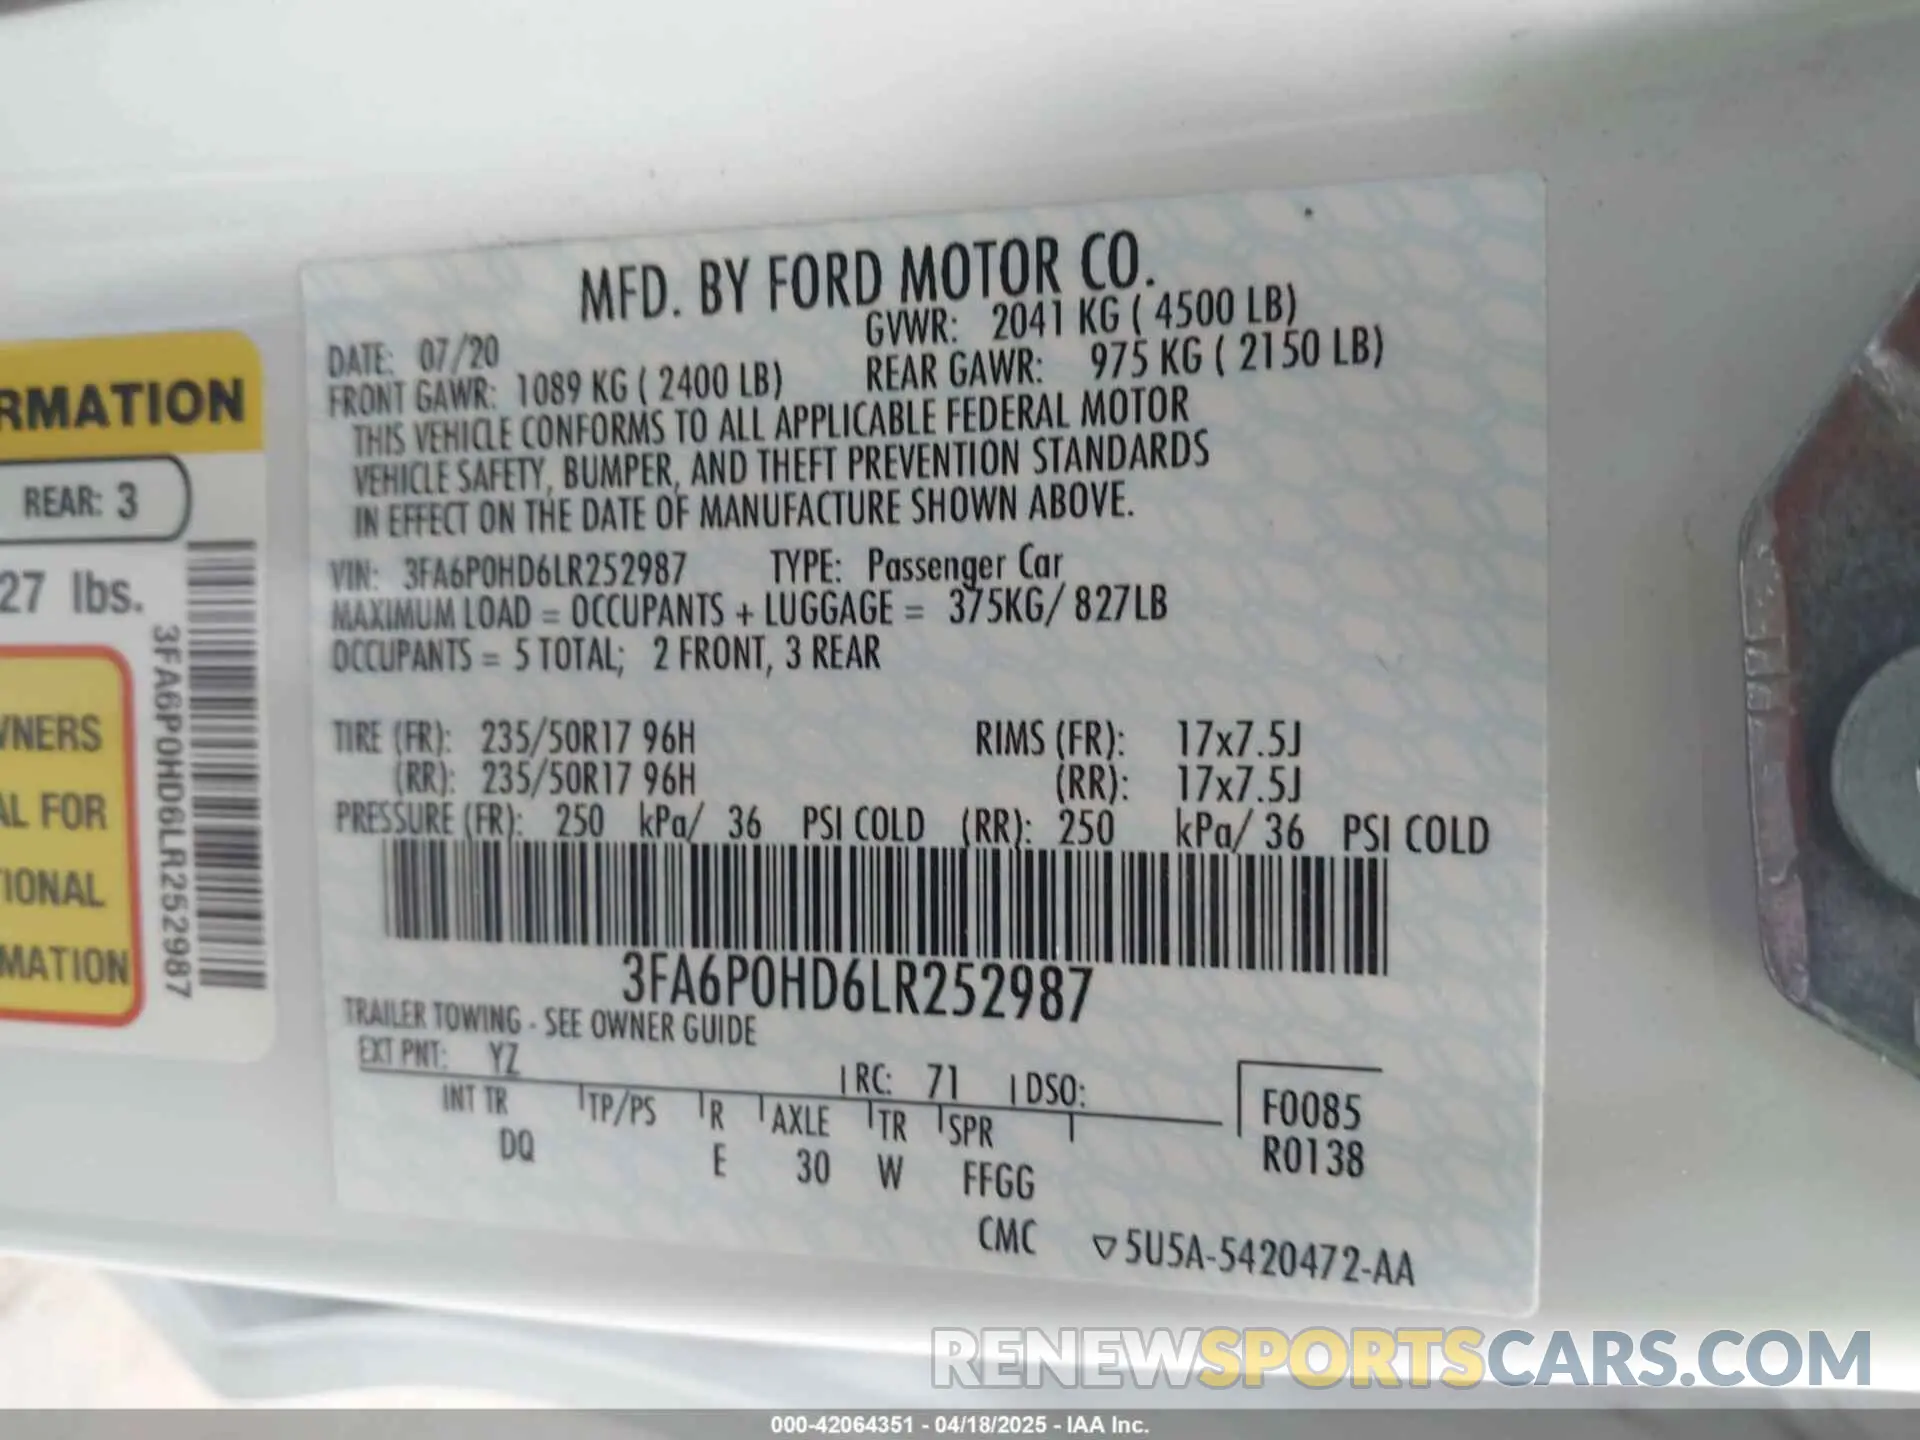 MFD. BY FORD MOTOR CO.
DATE: 07/20 GVWR: 2041 KG ( 4500 LB)
FRONT GAWR: 1089 KG ( 2400 LB) REAR GAWR: 975 KG ( 2150 LB)
THIS VEHICLE CONFORMS TO ALL APPLICABLE FEDERAL MOTOR
VEHICLE SAFETY, BUMPER, AND THEFT PREVENTION STANDARDS
IN EFFECT ON THE DATE OF MANUFACTURE SHOWN ABOVE.
VIN: 3FA6P0HD6LR252987 TYPE: Passenger Car
MAXIMUM LOAD = OCCUPANTS + LUGGAGE = 375KG/ 827LB
OCCUPANTS = 5 TOTAL; 2 FRONT, 3 REAR
TIRE (FR): 235/50R17 96H RIMS (FR): 17x7.5J
(RR): 235/50R17 96H (RR): 17x7.5J
PRESSURE (FR): 250 kPa/ 36 PSI COLD (RR): 250 kPa/ 36 PSI COLD
3FA6P0HD6LR252987
TRAILER TOWING - SEE OWNER GUIDE
EXT PNT: YZ RC: 71 DSO:
INT TR TP/PS R AXLE TR SPR
DQ E 30 W FFGG
F0085
R0138
CMC 5U5A-5420472-AA
RMATION
REAR: 3
27 lbs.
3FA6P0HD6LR252987
WNERS
AL FOR
TIONAL
MATION
RENEWSPORTSCARS.COM
000-42064351 - 04/18/2025 - IAA Inc.